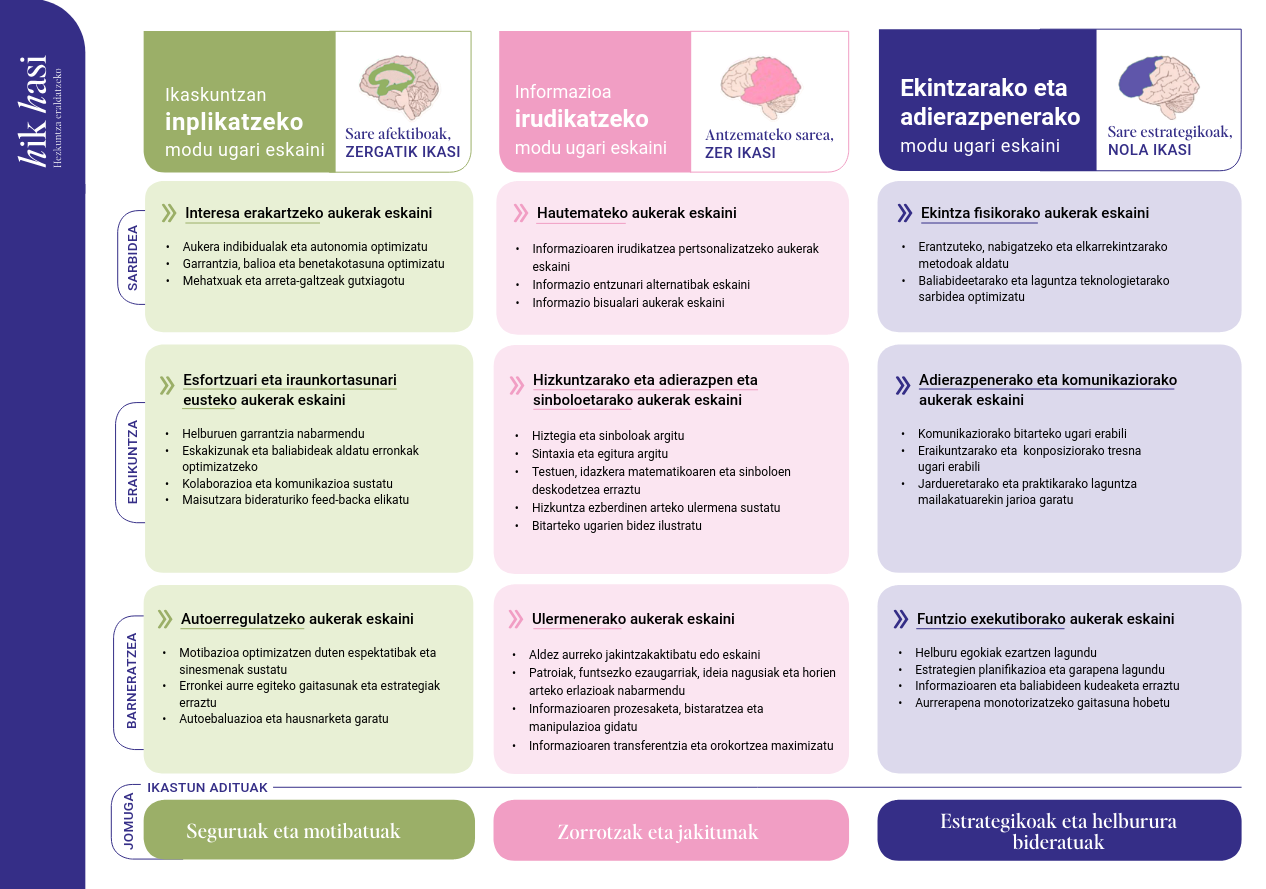 hik hasi
Hezkuntza eraldatzeko
Ikaskuntzan
inplikatzeko
modu ugari eskaini
Sare afektiboak,
ZERGATIK IKASI
Informazioa
irudikatzeko
modu ugari eskaini
Antzemateko sarea,
ZER IKASI
Ekintzarako eta
adierazpenerako
modu ugari eskaini
Sare estrategikoak,
NOLA IKASI
SARBIDEA
Interesa erakartzeko aukerak eskaini
• Aukera indibidualak eta autonomia optimizatu
• Garrantzia, balioa eta benetakotasuna optimizatu
• Mehatxuak eta arreta-galtzeak gutxiagotu
Hautemateko aukerak eskaini
• Informazioaren irudikatzea pertsonalizatzeko aukerak
eskaini
• Informazio entzunari alternatibak eskaini
• Informazio bisualari aukerak eskaini
Ekintza fisikorako aukerak eskaini
• Erantzuteko, nabigatzeko eta elkarrekintzarako
metodoak aldatu
• Baliabideetarako eta laguntza teknologietarako
sarbidea optimizatu
ERAIKUNTZA
Esfortzuari eta iraunkortasunari
eusteko aukerak eskaini
• Helburuen garrantzia nabarmendu
• Eskakizunak eta baliabideak aldatu erronkak
optimizatzeko
• Kolaborazioa eta komunikazioa sustatu
• Maisutzara bideraturiko feed-backa elikatu
Hizkuntzarako eta adierazpen eta
sinboloetarako aukerak eskaini
• Hiztegia eta sinboloak argitu
• Sintaxia eta egitura argitu
• Testuen, idazkera matematikoaren eta sinboloen
deskodetzea erraztu
• Hizkuntza ezberdinen arteko ulermena sustatu
• Bitarteko ugarien bidez ilustratu
Adierazpenerako eta komunikaziorako
aukerak eskaini
• Komunikaziorako bitarteko ugari erabili
• Eraikuntzarako eta konposiziorako tresna
ugari erabili
• Jardueretarako eta praktikarako laguntza
mailakatuarekin jarioa garatu
BARNERATZEA
Autoerregulatzeko aukerak eskaini
• Motibazioa optimizatzen duten espektatibak eta
sinesmenak sustatu
• Erronkei aurre egiteko gaitasunak eta estrategiak
erraztu
• Autoebaluazioa eta hausnarketa garatu
Ulermenerako aukerak eskaini
• Aldez aurreko jakintzakaktibatu edo eskaini
• Patroiak, funtsezko ezaugarriak, ideia nagusiak eta horien
arteko erlazioak nabarmendu
• Informazioaren prozesaketa, bistaratzea eta
manipulazioa gidatu
• Informazioaren transferentzia eta orokortzea maximizatu
Funtzio exekutiborako aukerak eskaini
• Helburu egokiak ezartzen lagundu
• Estrategien planifikazioa eta garapena lagundu
• Informazioaren eta baliabideen kudeaketa erraztu
• Aurrerapena monotorizatzeko gaitasuna hobetu
JOMUGA
IKASTUN ADITUAK
Seguruak eta motibatuak
Zorrotzak eta jakitunak
Estrategikoak eta helburura
bideratuak